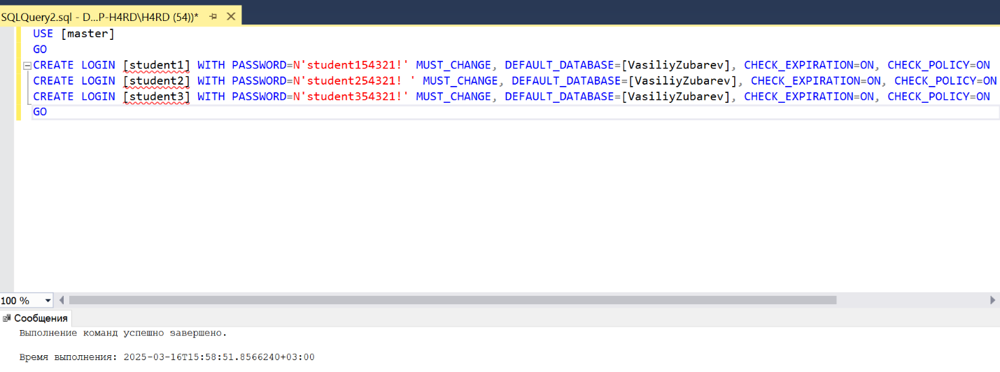 SQLQuery2.sql - D...P-H4RD\H4RD (54))*
USE [master]
GO
CREATE LOGIN [student1] WITH PASSWORD=N'student154321!' MUST_CHANGE, DEFAULT_DATABASE=[VasiliyZubarev], CHECK_EXPIRATION=ON, CHECK_POLICY=ON
CREATE LOGIN [student2] WITH PASSWORD=N'student254321! ' MUST_CHANGE, DEFAULT_DATABASE=[VasiliyZubarev], CHECK_EXPIRATION=ON, CHECK_POLICY=ON
CREATE LOGIN [student3] WITH PASSWORD=N'student354321!' MUST_CHANGE, DEFAULT_DATABASE=[VasiliyZubarev], CHECK_EXPIRATION=ON, CHECK_POLICY=ON
GO
100 %
Сообщения
Выполнение команд успешно завершено.
Время выполнения: 2025-03-16T15:58:51.8566240+03:00